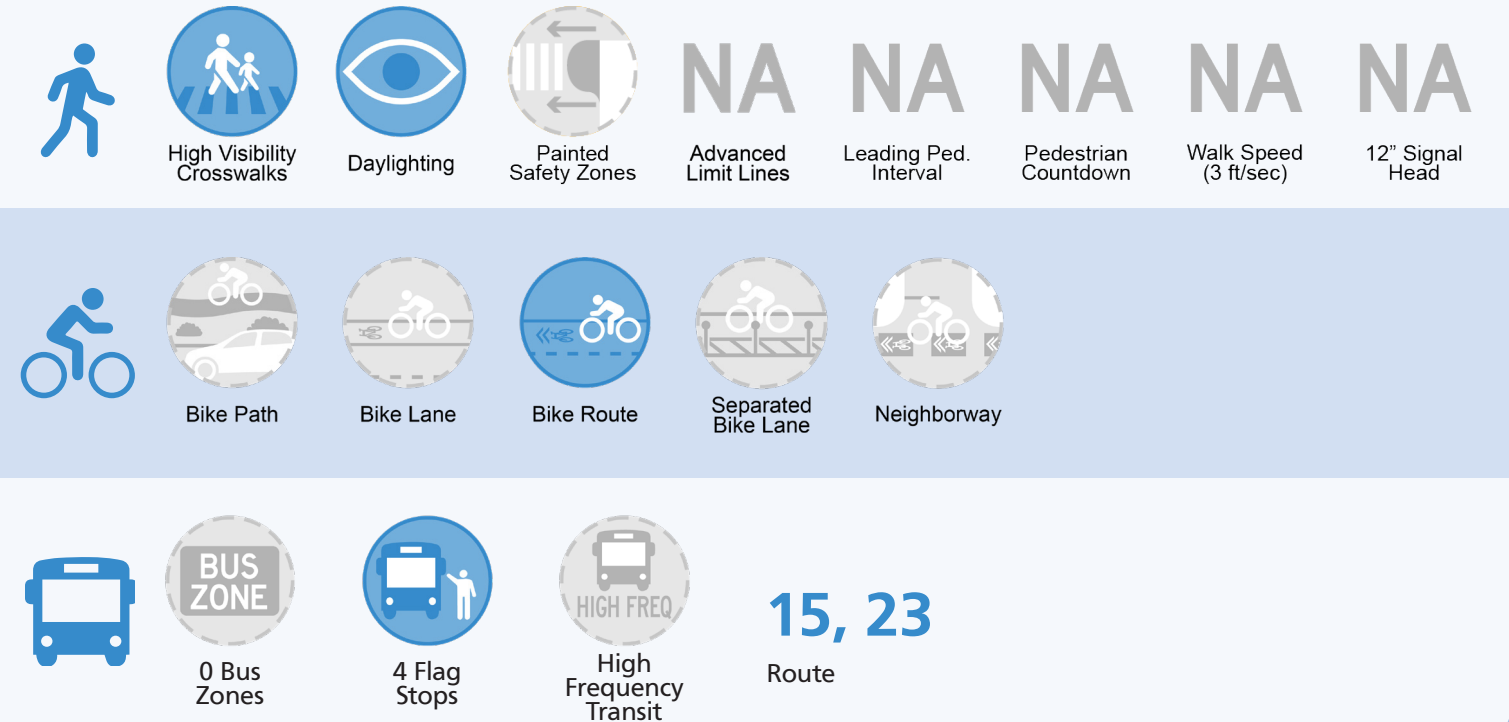 NA NA NA NA NA
High Visibility
Crosswalks
Daylighting
Painted
Safety Zones
Advanced
Limit Lines
Leading Ped.
Interval
Pedestrian
Countdown
Walk Speed
(3 ft/sec)
12” Signal
Head
Bike Path
Bike Lane
Bike Route
Separated
Bike Lane
Neighborway
BUS
ZONE
0 Bus
Zones
4 Flag
Stops
HIGH FREQ
High
Frequency
Transit
15, 23
Route